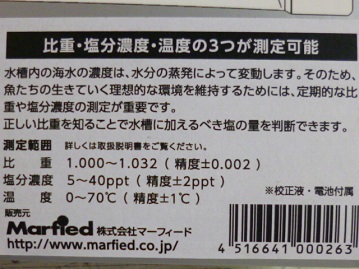 比重・塩分濃度・温度の3つが測定可能
水槽内の海水の濃度は、水分の蒸発によって変動します。そのため、
魚たちの生きていく理想的な環境を維持するためには、定期的な比
重や塩分濃度の測定が重要です。
正しい比重を知ることで水槽に加えるべき塩の量を判断できます。
測定範囲 詳しくは取扱説明書をご覧ください。
比 重 1.000～1.032(精度±0.002)
塩分濃度 5～40ppt(精度±2ppt)
温 度 0～70℃(精度±1℃)
※校正液・電池付属
販売元
Marfied 株式会社マーフィード
http://www.marfied.co.jp/
4 516641 000263